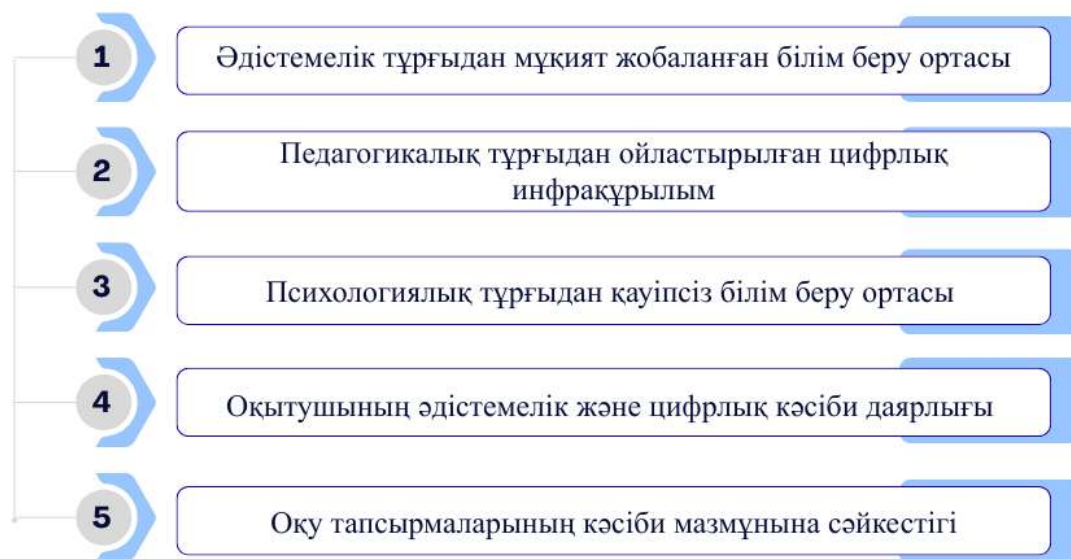 1
Әдістемелік тұрғыдан мұқият жобаланған білім беру ортасы
2
Педагогикалық тұрғыдан ойластырылған цифрлық
инфрақұрылым
3
Психологиялық тұрғыдан қауіпсіз білім беру ортасы
4
Оқытушының әдістемелік және цифрлық кәсіби даярлығы
5
Оқу тапсырмаларының кәсіби мазмұнына сәйкестігі